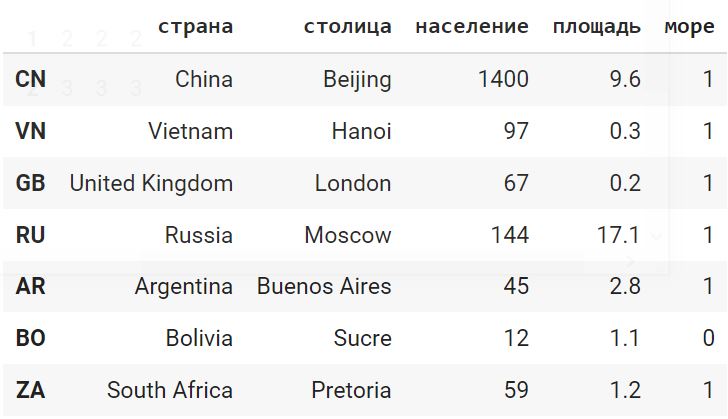 страна столица население площадь море
CN China Beijing 1400 9.6 1
VN Vietnam Hanoi 97 0.3 1
GB United Kingdom London 67 0.2 1
RU Russia Moscow 144 17.1 1
AR Argentina Buenos Aires 45 2.8 1
BO Bolivia Sucre 12 1.1 0
ZA South Africa Pretoria 59 1.2 1